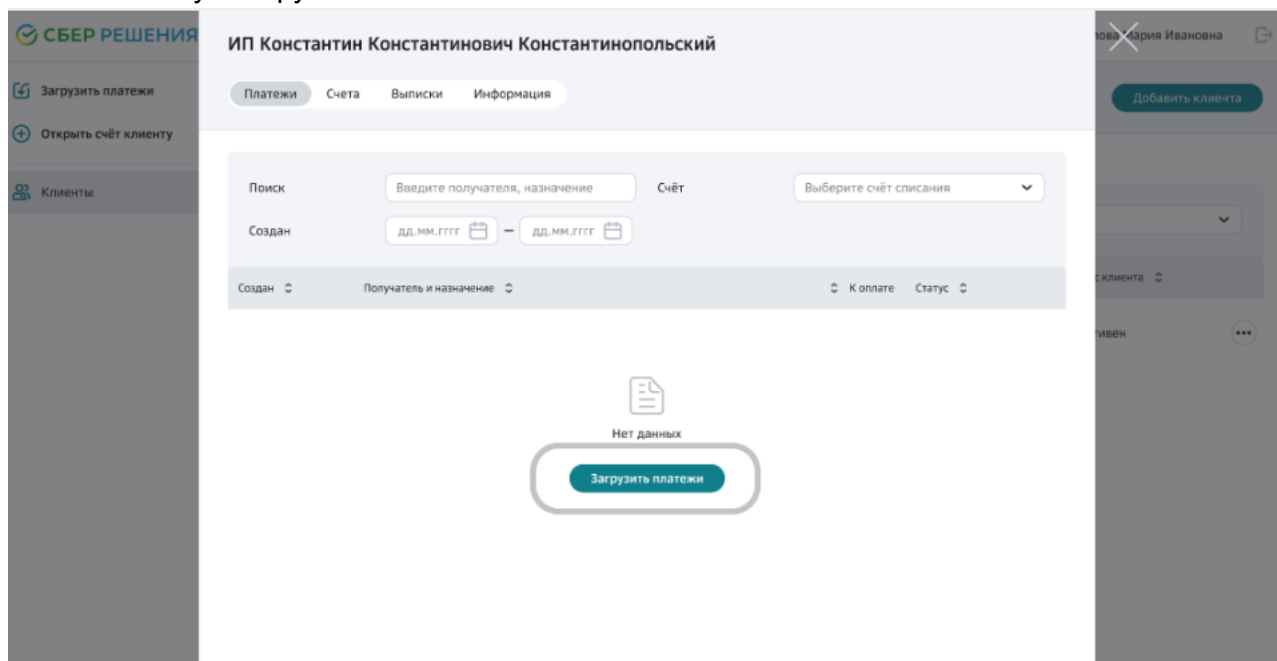 СБЕР РЕШЕНИЯ
ИП Константин Константинович Константинопольский
Мария Ивановна
Загрузить платежи
Платежи Счета Выписки Информация
Добавить клиента
Открыть счёт клиенту
Клиенты
Поиск Введите получателя, назначение Счёт Выберите счёт списания
Создан дд.мм.гггг – дд.мм.гггг
Создан Получатель и назначение К оплате Статус
клиента
Нет данных
Загрузить платежи